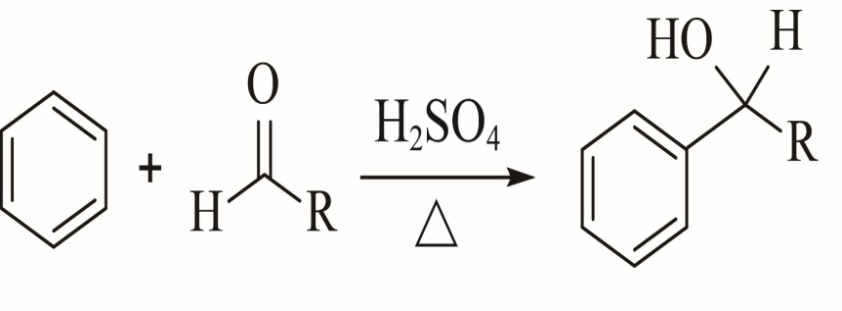 HO H
O
H₂SO₄
+
R
H R
△